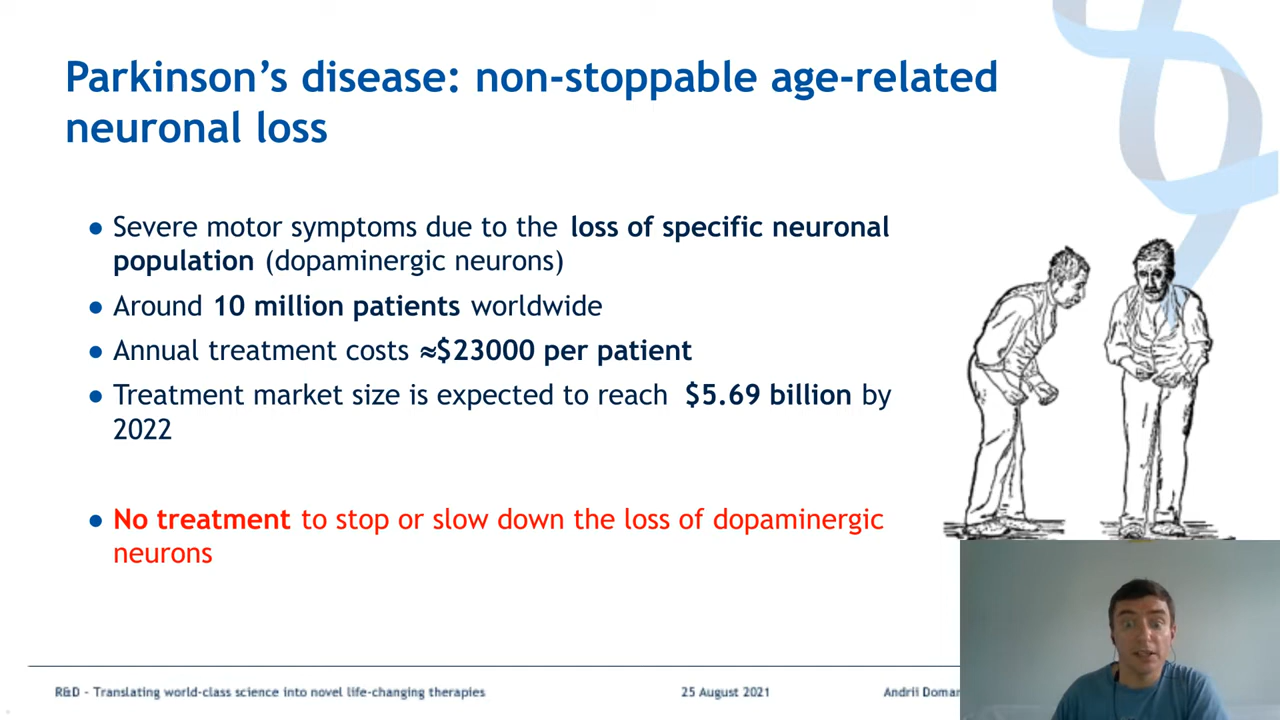 Parkinson’s disease: non-stoppable age-related
neuronal loss
● Severe motor symptoms due to the loss of specific neuronal
population (dopaminergic neurons)
● Around 10 million patients worldwide
● Annual treatment costs ≈$23000 per patient
● Treatment market size is expected to reach $5.69 billion by
2022
● No treatment to stop or slow down the loss of dopaminergic
neurons
R&D - Translating world-class science into novel life-changing therapies
25 August 2021
Andrii